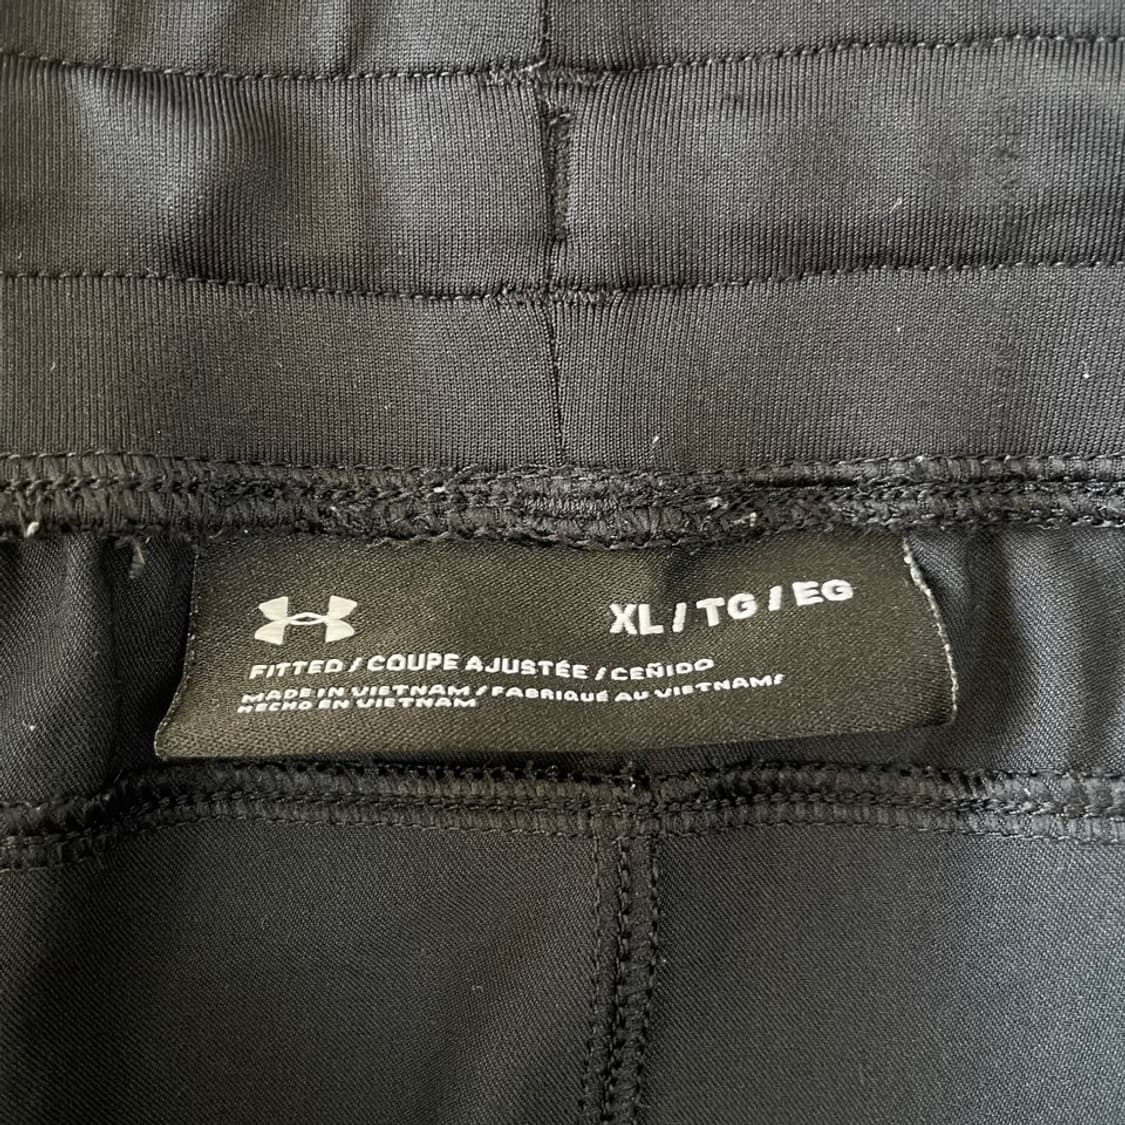 XL / TG / EG
FITTED / COUPE AJUSTÉE / CEÑIDO
MADE IN VIETNAM / FABRIQUÉ AU VIETNAM/
HECHO EN VIETNAM